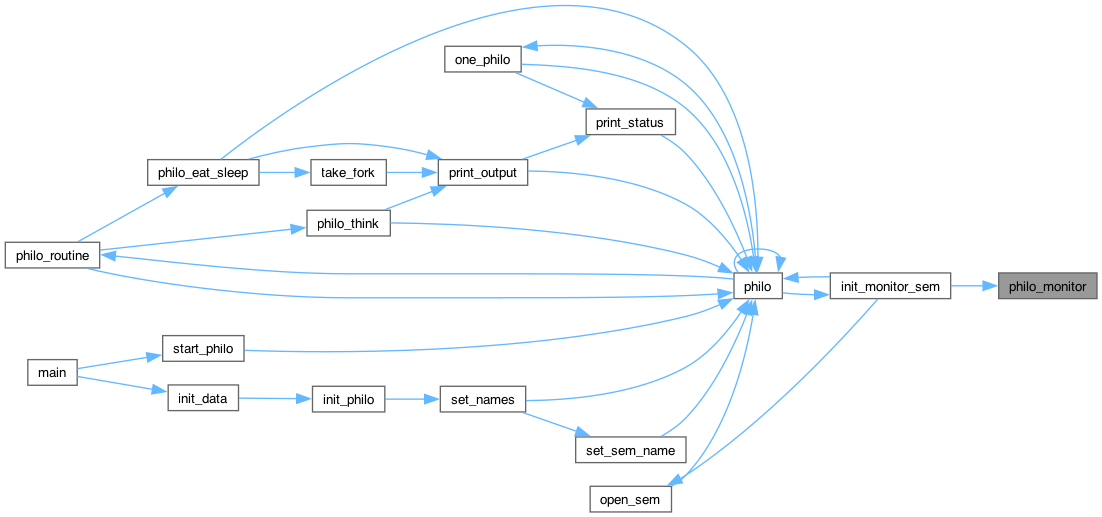 one_philo
print_status
philo_eat_sleep
take_fork
print_output
philo_think
philo_routine
philo
init_monitor_sem
philo_monitor
start_philo
main
init_data
init_philo
set_names
set_sem_name
open_sem